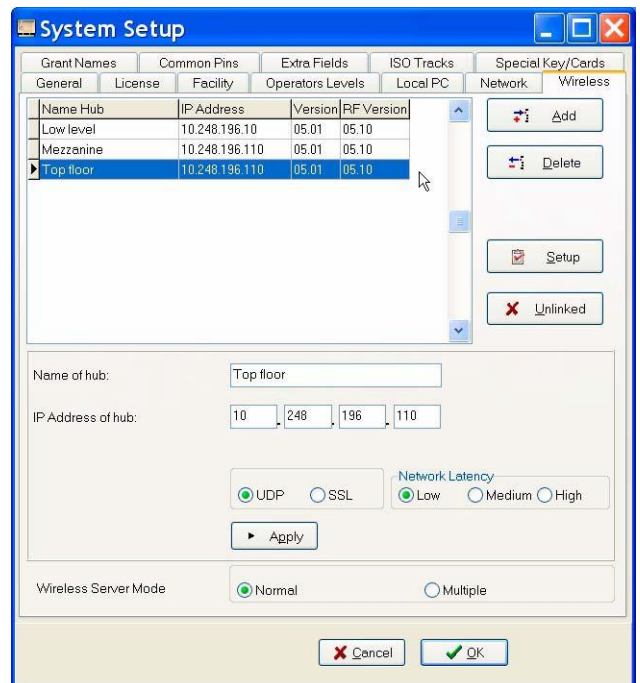 System Setup
Grant Names Common Pins Extra Fields ISO Tracks Special Key/Cards
General License Facility Operators Levels Local PC Network Wireless
Name Hub IP Address Version RF Version
Low level 10.248.196.10 05.01 05.10
Mezzanine 10.248.196.110 05.01 05.10
Top floor 10.248.196.110 05.01 05.10
Add
Delete
Setup
Unlinked
Name of hub: Top floor
IP Address of hub: 10 . 248 . 196 . 110
Network Latency
UDP SSL Low Medium High
Apply
Wireless Server Mode Normal Multiple
Cancel OK